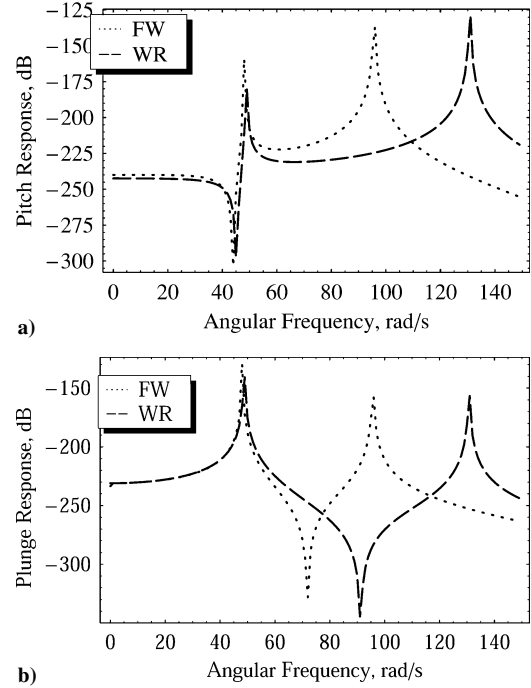 −125
−150
−175
−200
−225
−250
−275
−300
Pitch Response, dB
FW
WR
0 20 40 60 80 100 120 140
Angular Frequency, rad/s
a)
−150
−200
−250
−300
Plunge Response, dB
FW
WR
0 20 40 60 80 100 120 140
Angular Frequency, rad/s
b)